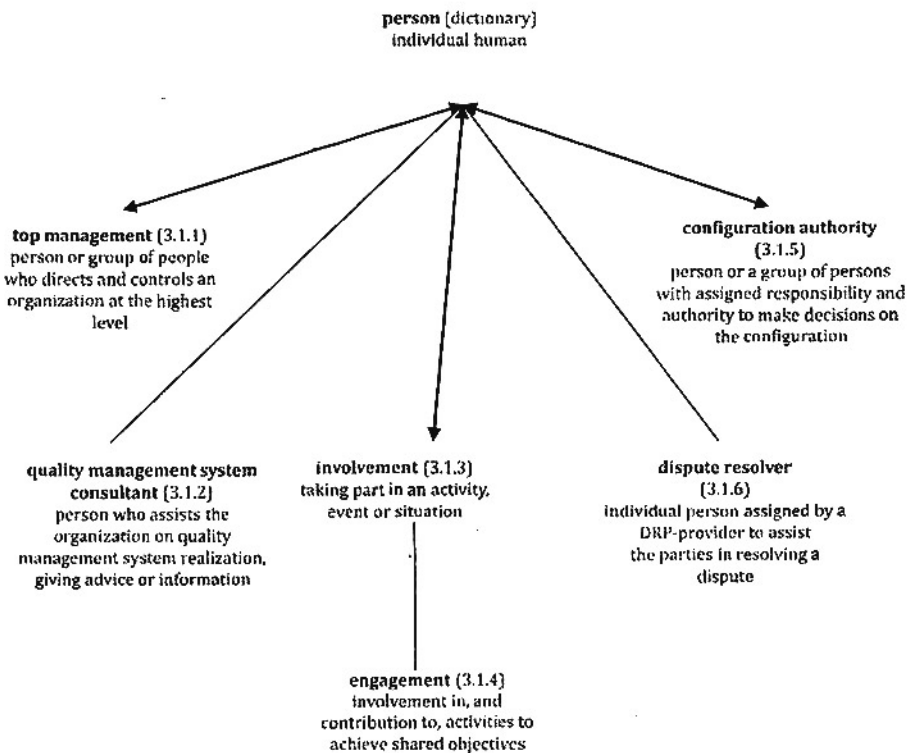 person [dictionary]
individual human
top management (3.1.1)
person or group of people
who directs and controls an
organization at the highest
level
configuration authority
(3.1.5)
person or a group of persons
with assigned responsibility and
authority to make decisions on
the configuration
quality management system
consultant (3.1.2)
person who assists the
organization on quality
management system realization,
giving advice or information
involvement (3.1.3)
taking part in an activity,
event or situation
dispute resolver
(3.1.6)
individual person assigned by a
DRP-provider to assist
the parties in resolving a
dispute
engagement (3.1.4)
involvement in, and
contribution to, activities to
achieve shared objectives